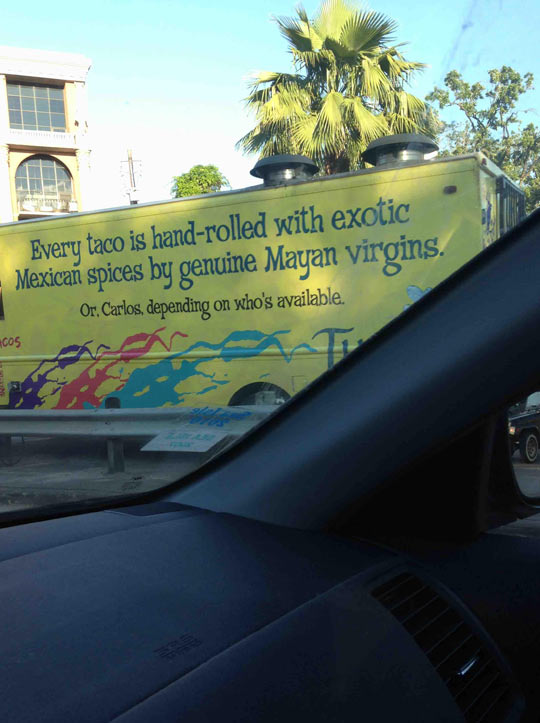 Every taco is hand-rolled with exotic
Mexican spices by genuine Mayan virgins.
Or, Carlos, depending on who's available.